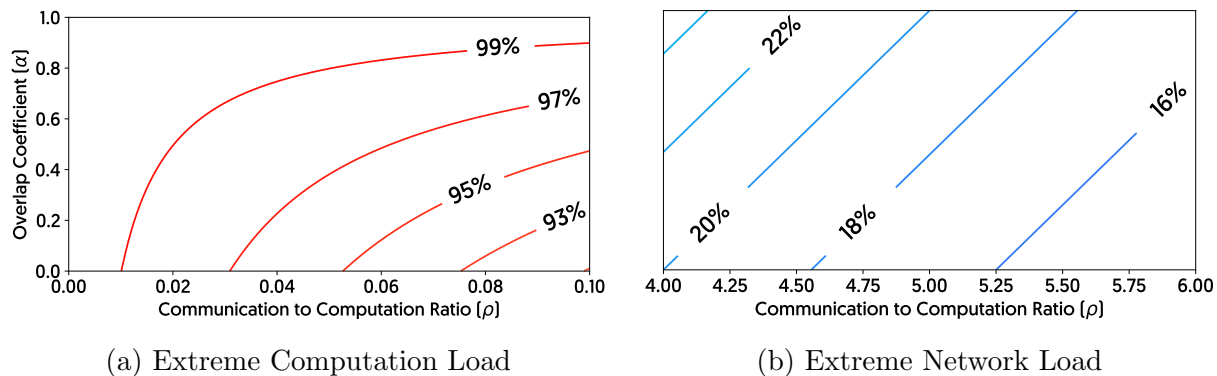 1.0
0.8
0.6
0.4
0.2
0.0
Overlap Coefficient (α)
99%
97%
95%
93%
0.00 0.02 0.04 0.06 0.08 0.10
Communication to Computation Ratio (ρ)
(a) Extreme Computation Load
22%
20%
18%
16%
4.00 4.25 4.50 4.75 5.00 5.25 5.50 5.75 6.00
Communication to Computation Ratio (ρ)
(b) Extreme Network Load